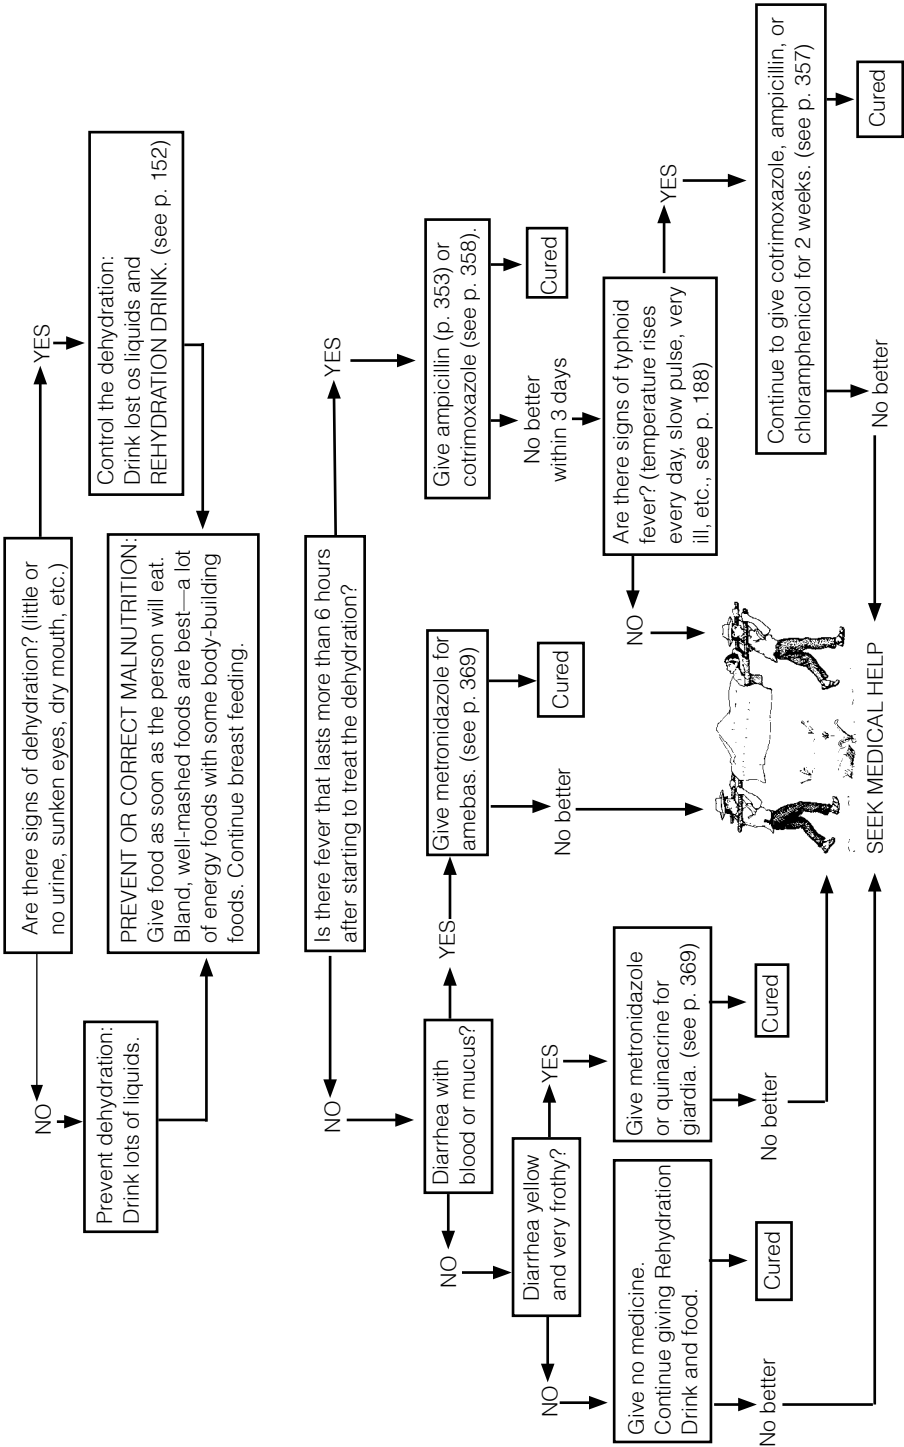 Are there signs of dehydration? (little or
no urine, sunken eyes, dry mouth, etc.)
NO
YES
Prevent dehydration:
Drink lots of liquids.
Control the dehydration:
Drink lost os liquids and
REHYDRATION DRINK. (see p. 152)
PREVENT OR CORRECT MALNUTRITION:
Give food as soon as the person will eat.
Bland, well-mashed foods are best—a lot
of energy foods with some body-building
foods. Continue breast feeding.
Is there fever that lasts more than 6 hours
after starting to treat the dehydration?
NO
YES
Diarrhea with
blood or mucus?
YES
Give metronidazole for
amebas. (see p. 369)
Cured
No better
Give ampicillin (p. 353) or
cotrimoxazole (see p. 358).
Cured
No better
within 3 days
NO
Diarrhea yellow
and very frothy?
YES
Give metronidazole
or quinacrine for
giardia. (see p. 369)
Cured
No better
NO
Give no medicine.
Continue giving Rehydration
Drink and food.
Cured
No better
Are there signs of typhoid
fever? (temperature rises
every day, slow pulse, very
ill, etc., see p. 188)
NO
YES
Continue to give cotrimoxazole, ampicillin, or
chloramphenicol for 2 weeks. (see p. 357)
Cured
No better
SEEK MEDICAL HELP